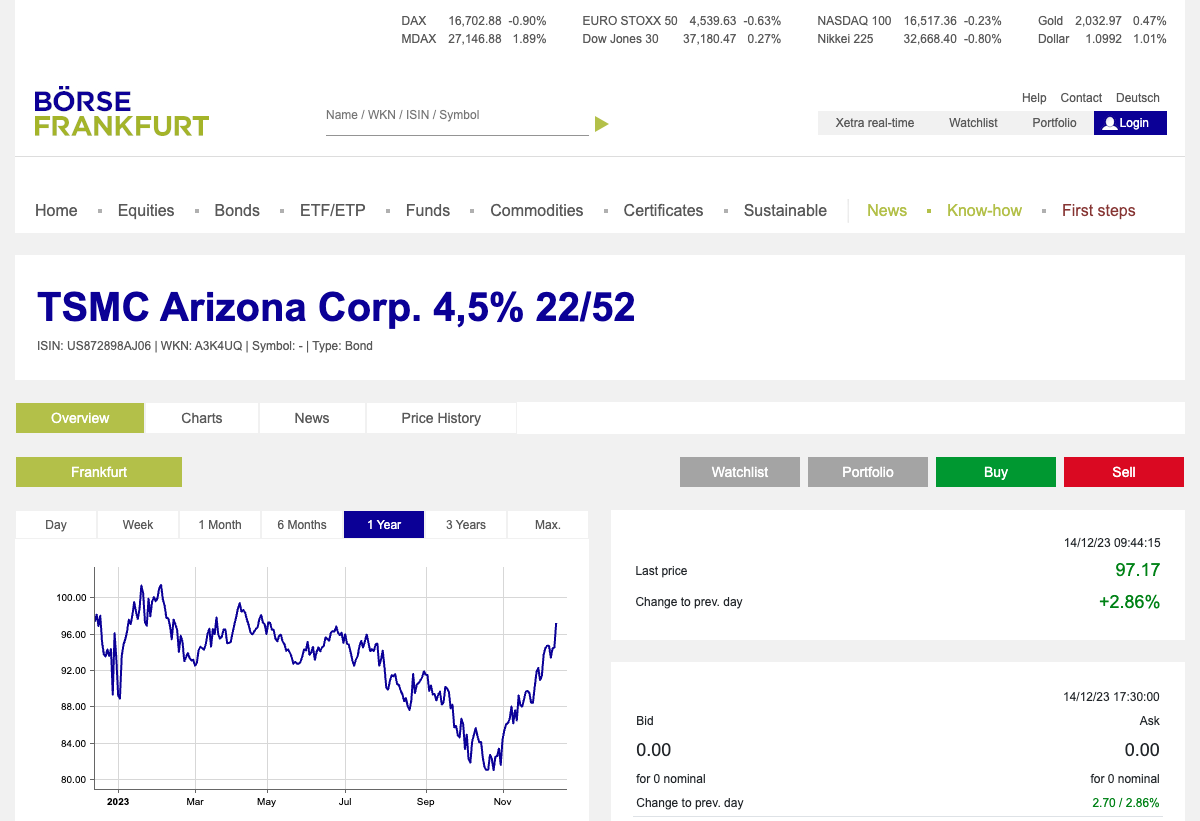 DAX 16,702.88 -0.90% EURO STOXX 50 4,539.63 -0.63% NASDAQ 100 16,517.36 -0.23% Gold 2,032.97 0.47%
MDAX 27,146.88 1.89% Dow Jones 30 37,180.47 0.27% Nikkei 225 32,668.40 -0.80% Dollar 1.0992 1.01%
BÖRSE
FRANKFURT
Name / WKN / ISIN / Symbol
Help Contact Deutsch
Xetra real-time Watchlist Portfolio Login
Home Equities Bonds ETF/ETP Funds Commodities Certificates Sustainable News Know-how First steps
TSMC Arizona Corp. 4,5% 22/52
ISIN: US872898AJ06 | WKN: A3K4UQ | Symbol: - | Type: Bond
Overview Charts News Price History
Frankfurt Watchlist Portfolio Buy Sell
Day Week 1 Month 6 Months 1 Year 3 Years Max.
100.00
96.00
92.00
88.00
84.00
80.00
2023 Mar May Jul Sep Nov
14/12/23 09:44:15
Last price 97.17
Change to prev. day +2.86%
14/12/23 17:30:00
Bid Ask
0.00 0.00
for 0 nominal for 0 nominal
Change to prev. day 2.70 / 2.86%